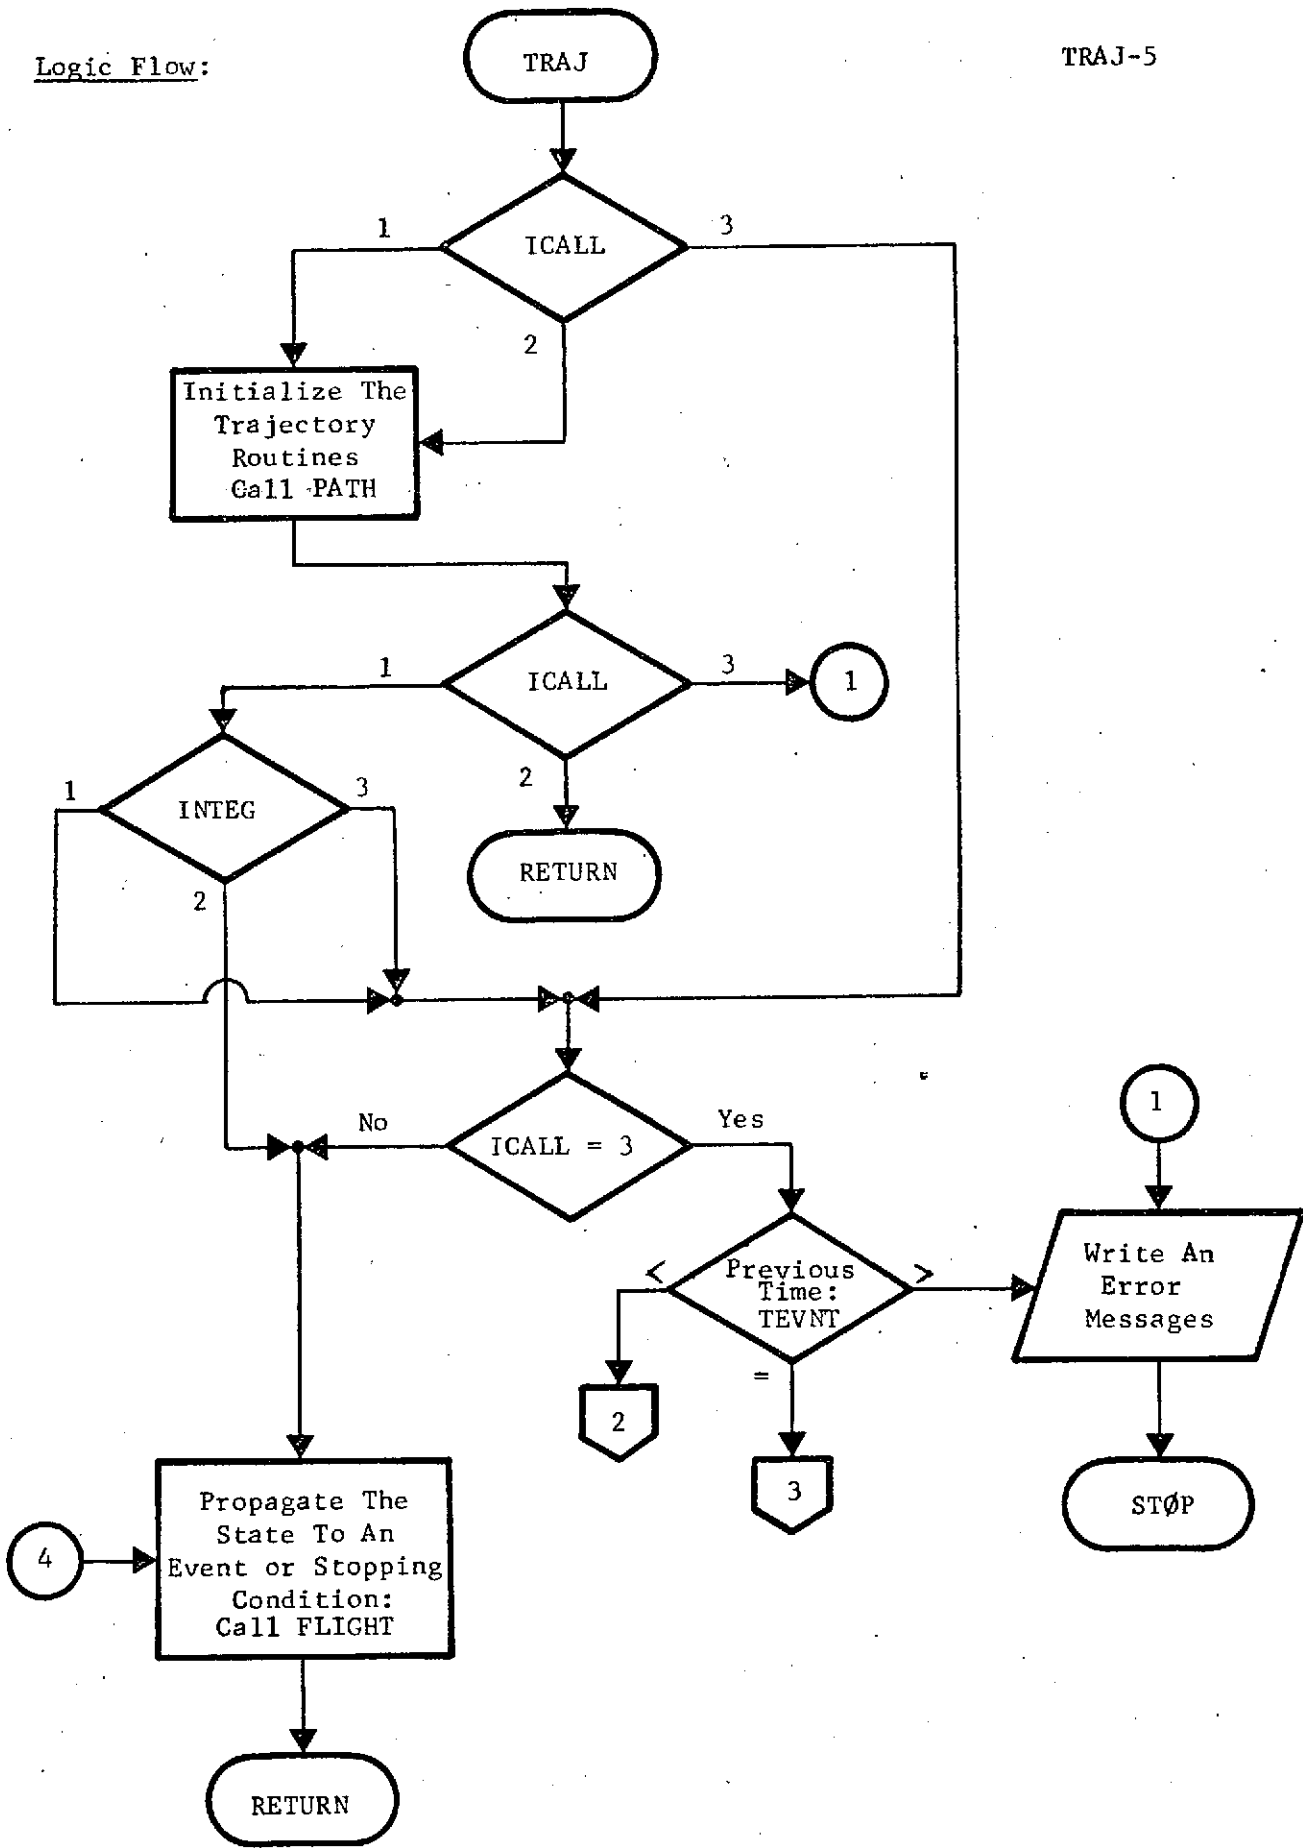 Logic Flow:
TRAJ-5
TRAJ
ICALL
1
3
2
Initialize The
Trajectory
Routines
Call PATH
ICALL
1
3
1
2
RETURN
INTEG
1
3
2
ICALL = 3
No
Yes
1
Previous
Time:
TEVNT
<
>
=
Write An
Error
Messages
2
3
STØP
4
Propagate The
State To An
Event or Stopping
Condition:
Call FLIGHT
RETURN